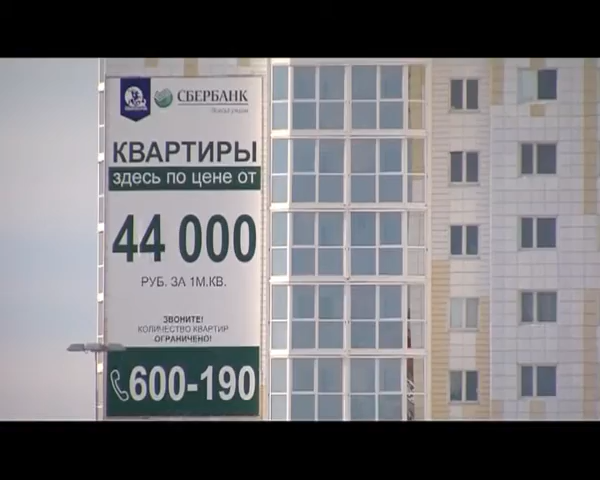 СБЕРБАНК
КВАРТИРЫ
здесь по цене от
44 000
РУБ. ЗА 1М.КВ.
ЗВОНИТЕ!
КОЛИЧЕСТВО КВАРТИР
ОГРАНИЧЕНО!
600-190